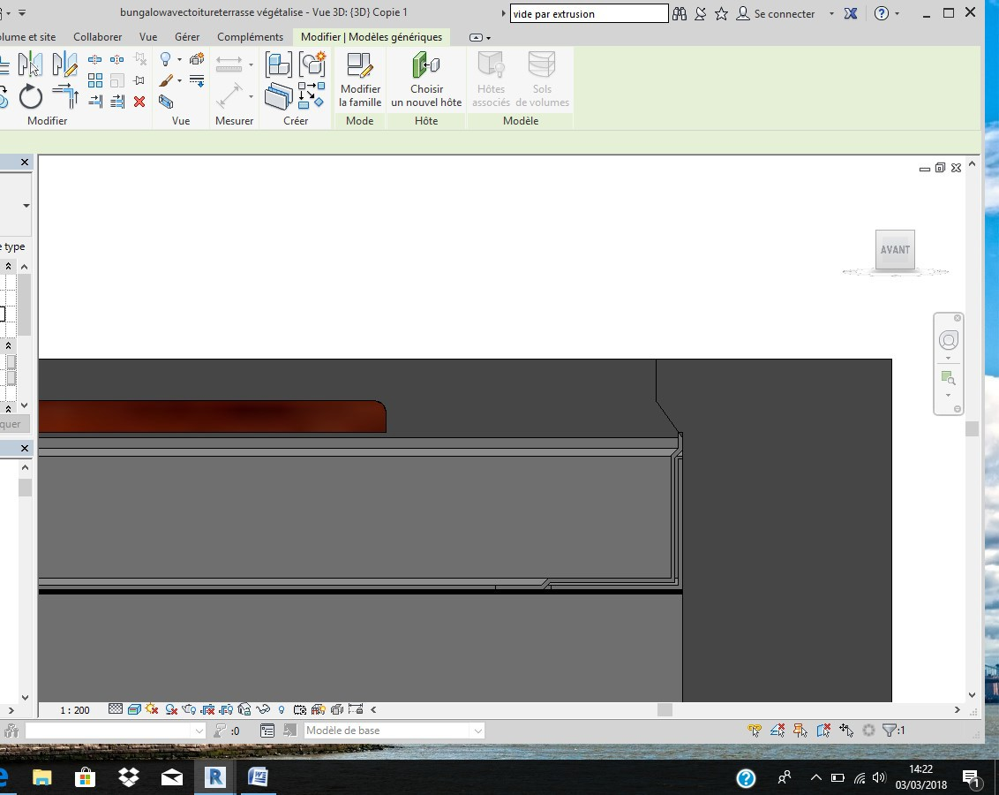 bungalowavectoitureterrasse végétalise - Vue 3D: {3D} Copie 1
vide par extrusion
Se connecter
olume et site Collaborer Vue Gérer Compléments Modifier | Modèles génériques
Modifier
la famille
Choisir
un nouvel hôte
Hôtes
associés
Sols
de volumes
Modifier Vue Mesurer Créer Mode Hôte Modèle
AVANT
e type
quer
1 : 200
:0
Modèle de base
:1
R
W
14:22
03/03/2018
1